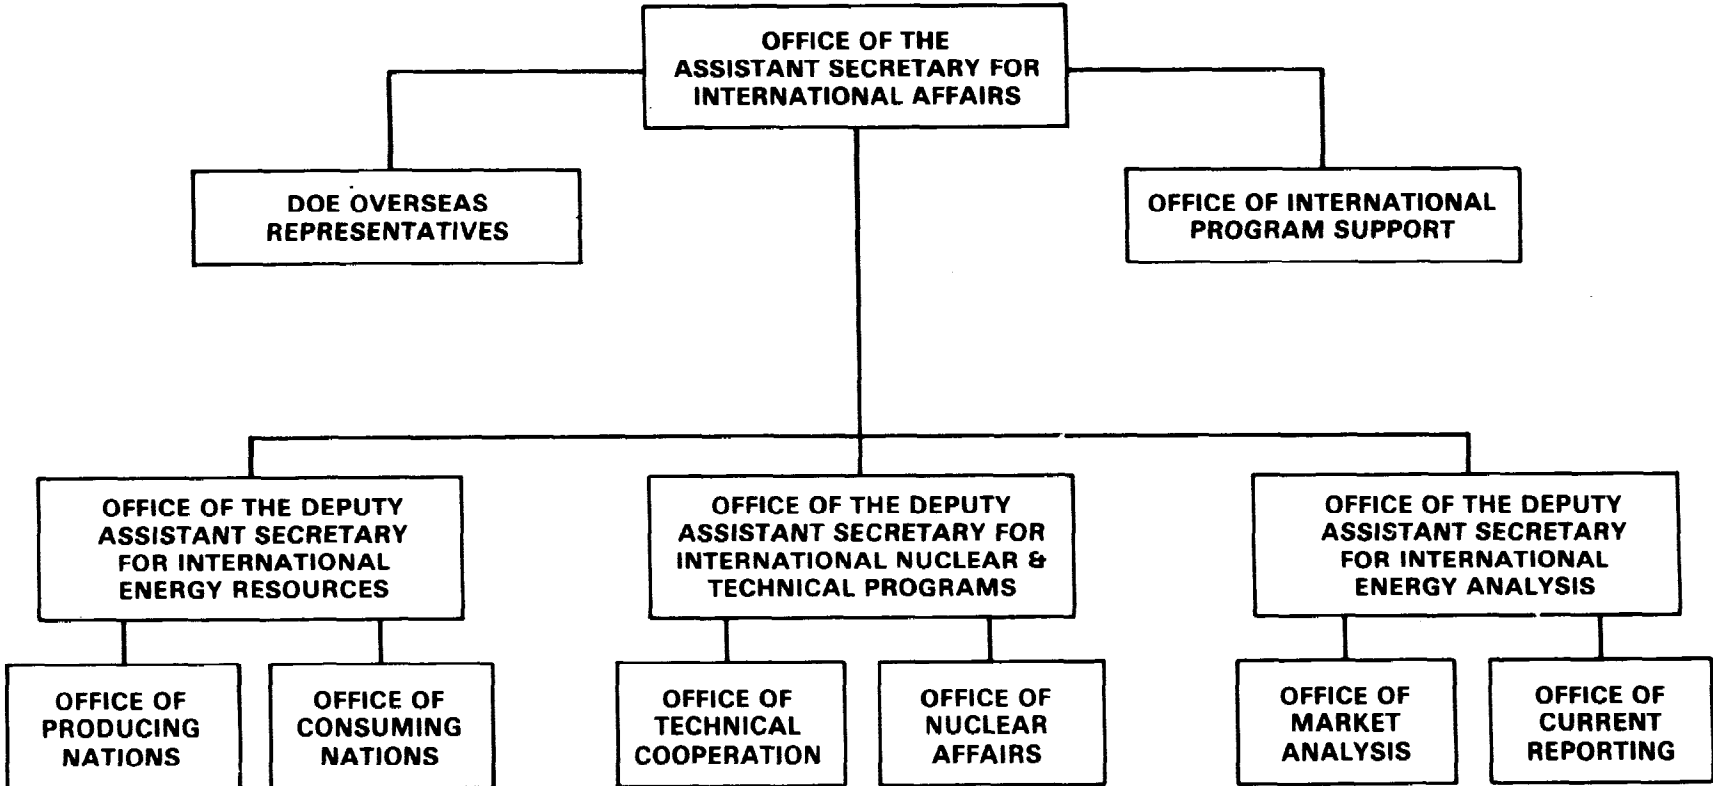 OFFICE OF THE
ASSISTANT SECRETARY FOR
INTERNATIONAL AFFAIRS
DOE OVERSEAS
REPRESENTATIVES
OFFICE OF INTERNATIONAL
PROGRAM SUPPORT
OFFICE OF THE DEPUTY
ASSISTANT SECRETARY
FOR INTERNATIONAL
ENERGY RESOURCES
OFFICE OF THE DEPUTY
ASSISTANT SECRETARY FOR
INTERNATIONAL NUCLEAR &
TECHNICAL PROGRAMS
OFFICE OF THE DEPUTY
ASSISTANT SECRETARY
FOR INTERNATIONAL
ENERGY ANALYSIS
OFFICE OF
PRODUCING
NATIONS
OFFICE OF
CONSUMING
NATIONS
OFFICE OF
TECHNICAL
COOPERATION
OFFICE OF
NUCLEAR
AFFAIRS
OFFICE OF
MARKET
ANALYSIS
OFFICE OF
CURRENT
REPORTING